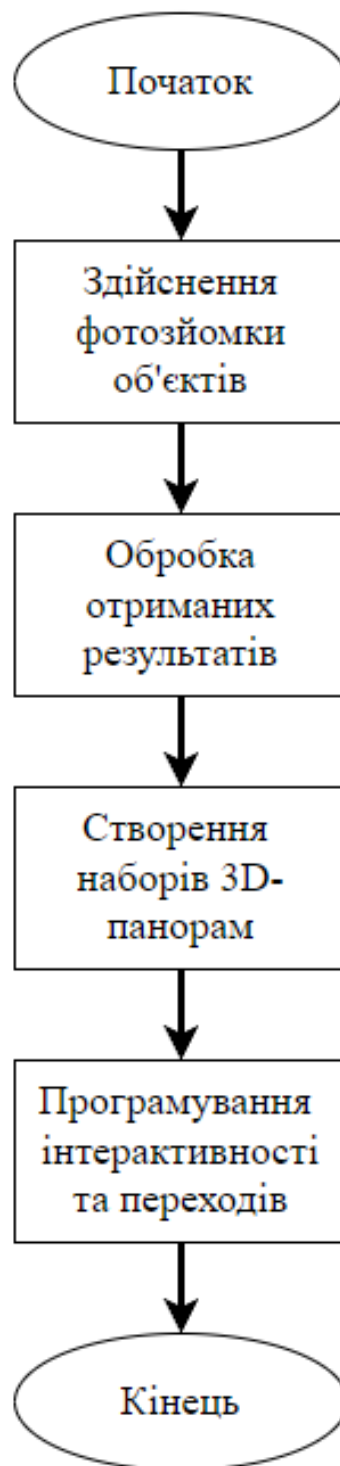 Початок
Здійснення
фотозйомки
об'єктів
Обробка
отриманих
результатів
Створення
наборів 3D-
панорам
Програмування
інтерактивності
та переходів
Кінець